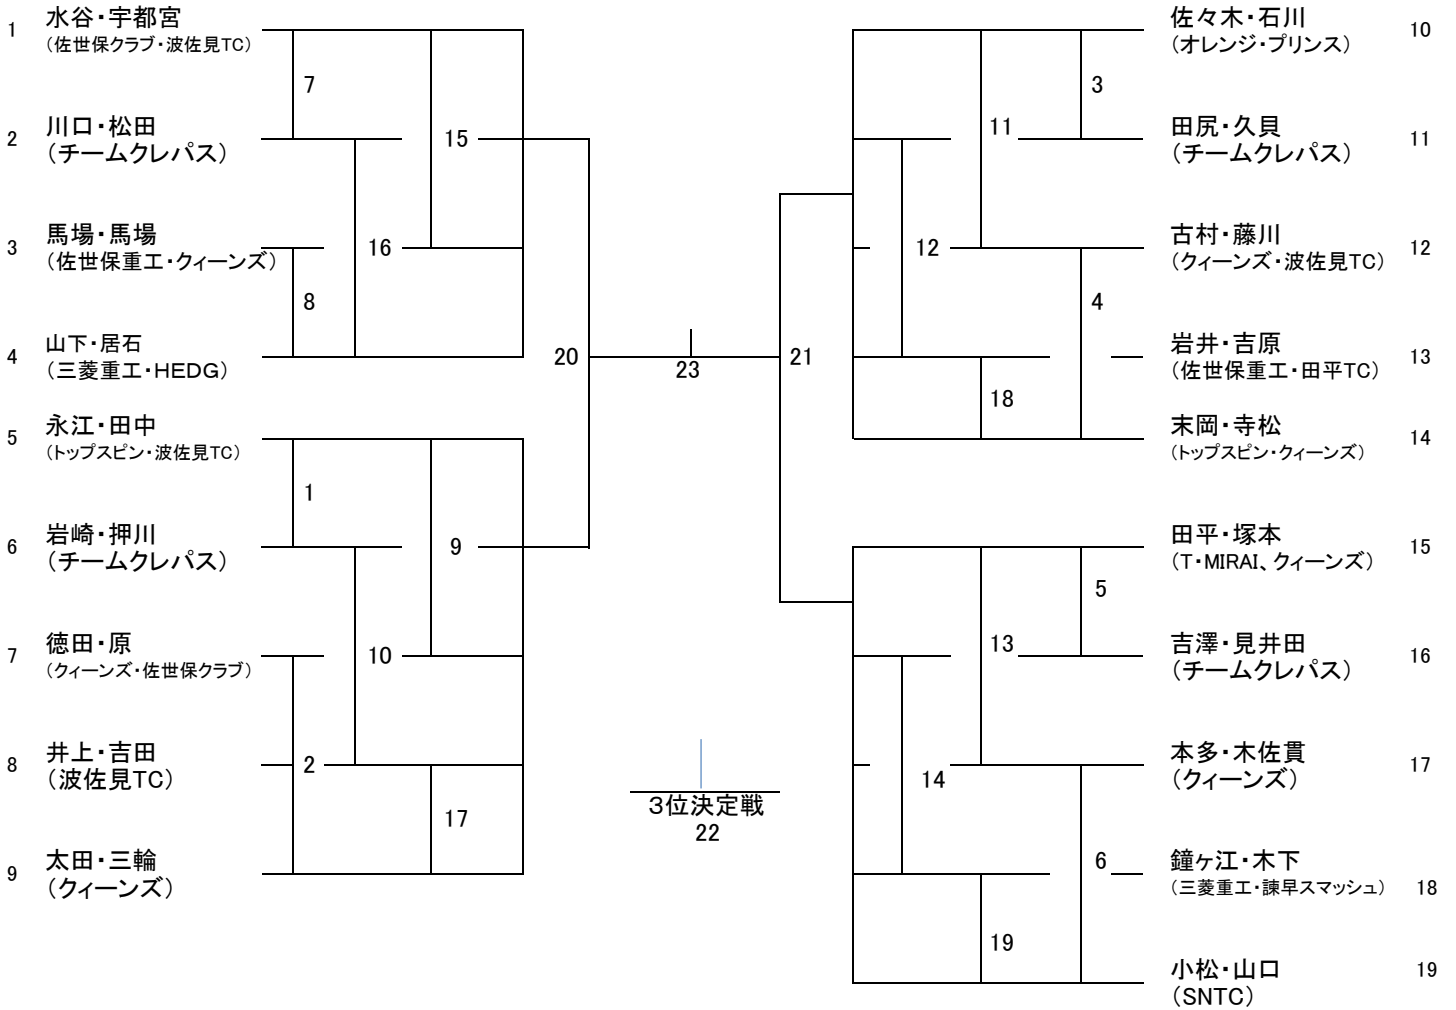 1 水谷・宇都宮
(佐世保クラブ・波佐見TC)
7
2 川口・松田
(チームクレパス)
15
3 馬場・馬場
(佐世保重工・クィーンズ)
16
8
4 山下・居石
(三菱重工・HEDG)
20
5 永江・田中
(トップスピン・波佐見TC)
1
6 岩崎・押川
(チームクレパス)
9
7 徳田・原
(クィーンズ・佐世保クラブ)
10
8 井上・吉田
(波佐見TC)
2
17
9 太田・三輪
(クィーンズ)
23
3位決定戦
22
佐々木・石川 10
(オレンジ・プリンス)
3
11
田尻・久貝 11
(チームクレパス)
古村・藤川 12
(クィーンズ・波佐見TC)
12
4
岩井・吉原 13
(佐世保重工・田平TC)
21
18
末岡・寺松 14
(トップスピン・クィーンズ)
田平・塚本 15
(T・MIRAI、クィーンズ)
5
13
吉澤・見井田 16
(チームクレパス)
本多・木佐貫 17
(クィーンズ)
14
6
鐘ヶ江・木下
(三菱重工・諫早スマッシュ) 18
19
小松・山口 19
(SNTC)